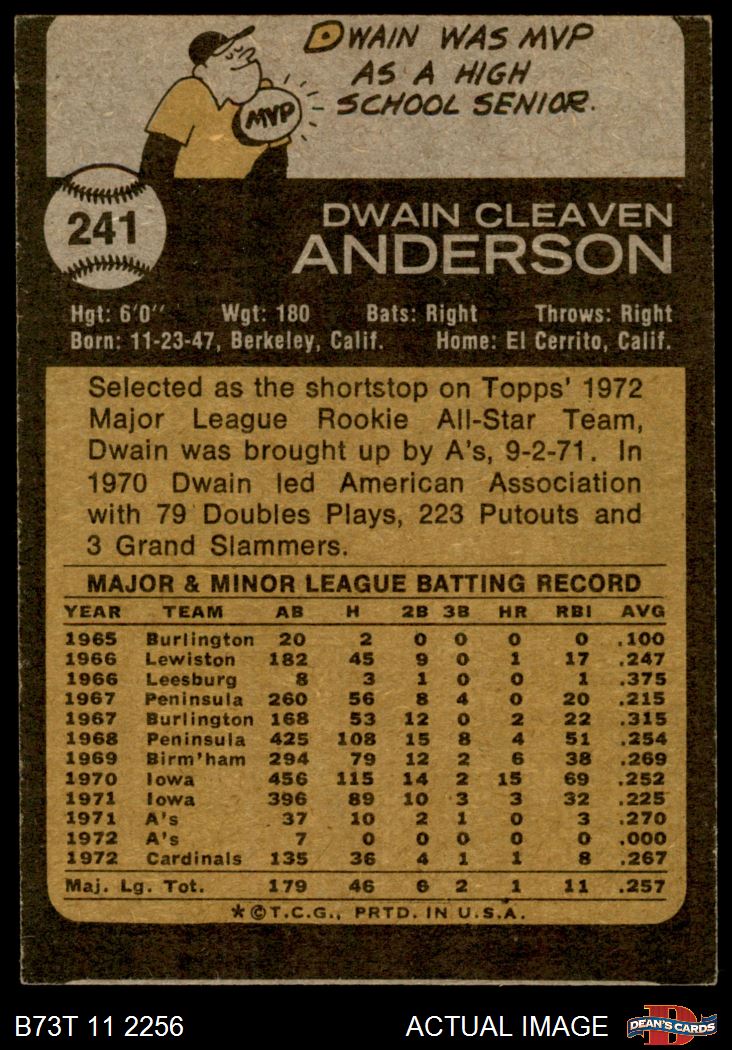 DWAIN WAS MVP
AS A HIGH
SCHOOL SENIOR.
MVP
241
DWAIN CLEAVEN
ANDERSON
Hgt: 6'0" Wgt: 180 Bats: Right Throws: Right
Born: 11-23-47, Berkeley, Calif. Home: El Cerrito, Calif.
Selected as the shortstop on Topps' 1972
Major League Rookie All-Star Team,
Dwain was brought up by A's, 9-2-71. In
1970 Dwain led American Association
with 79 Doubles Plays, 223 Putouts and
3 Grand Slammers.
MAJOR & MINOR LEAGUE BATTING RECORD
YEAR TEAM AB H 2B 3B HR RBI AVG
1965 Burlington 20 2 0 0 0 0 .100
1966 Lewiston 182 45 9 0 1 17 .247
1966 Leesburg 8 3 1 0 0 1 .375
1967 Peninsula 260 56 8 4 0 20 .215
1967 Burlington 168 53 12 0 2 22 .315
1968 Peninsula 425 108 15 8 4 51 .254
1969 Birm'ham 294 79 12 2 6 38 .269
1970 Iowa 456 115 14 2 15 69 .252
1971 Iowa 396 89 10 3 3 32 .225
1971 A's 37 10 2 1 0 3 .270
1972 A's 7 0 0 0 0 0 .000
1972 Cardinals 135 36 4 1 1 8 .267
Maj. Lg. Tot. 179 46 6 2 1 11 .257
*©T.C.G., PRTD. IN U.S.A.
B73T 11 2256 ACTUAL IMAGE
D
DEAN'S CARDS